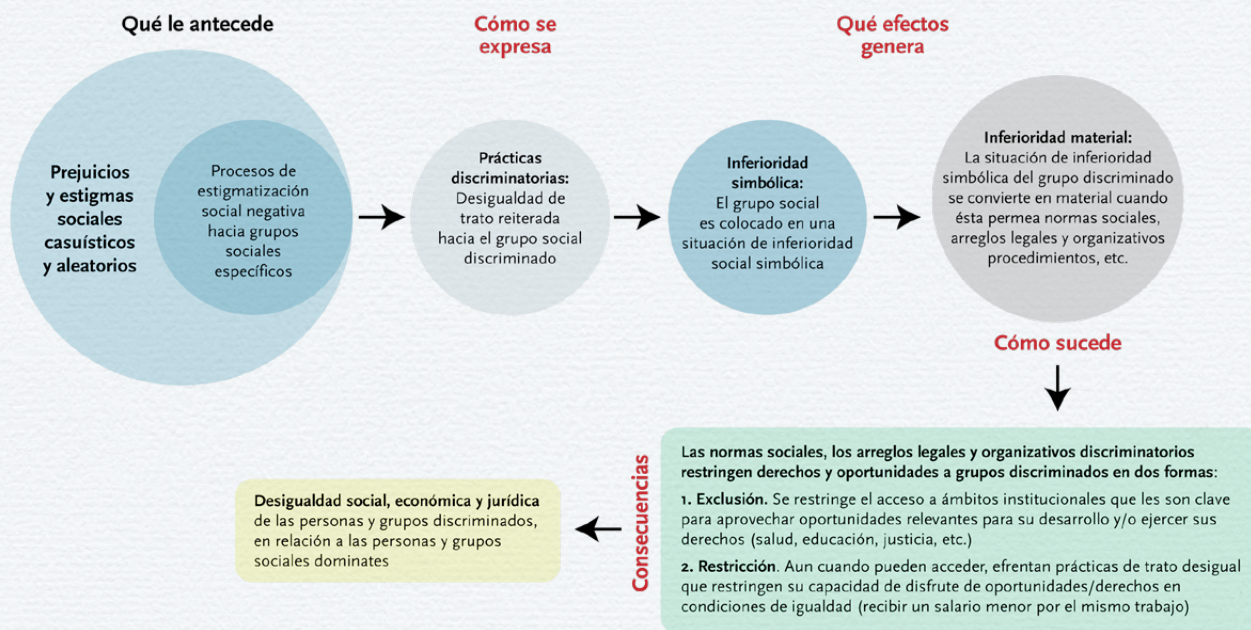 Qué le antecede
Prejuicios
y estigmas
sociales
casuísticos
y aleatorios
Procesos de
estigmatización
social negativa
hacia grupos
sociales
específicos
Cómo se
expresa
Prácticas
discriminatorias:
Desigualdad de
trato reiterada
hacia el grupo social
discriminado
Qué efectos
genera
Inferioridad
simbólica:
El grupo social
es colocado en una
situación de inferioridad
social simbólica
Inferioridad material:
La situación de inferioridad
simbólica del grupo discriminado
se convierte en material cuando
ésta permea normas sociales,
arreglos legales y organizativos
procedimientos, etc.
Cómo sucede
Las normas sociales, los arreglos legales y organizativos discriminatorios
restringen derechos y oportunidades a grupos discriminados en dos formas:
1. Exclusión. Se restringe el acceso a ámbitos institucionales que les son clave
para aprovechar oportunidades relevantes para su desarrollo y/o ejercer sus
derechos (salud, educación, justicia, etc.)
2. Restricción. Aun cuando pueden acceder, efrentan prácticas de trato desigual
que restringen su capacidad de disfrute de oportunidades/derechos en
condiciones de igualdad (recibir un salario menor por el mismo trabajo)
Consecuencias
Desigualdad social, económica y jurídica
de las personas y grupos discriminados,
en relación a las personas y grupos
sociales dominates